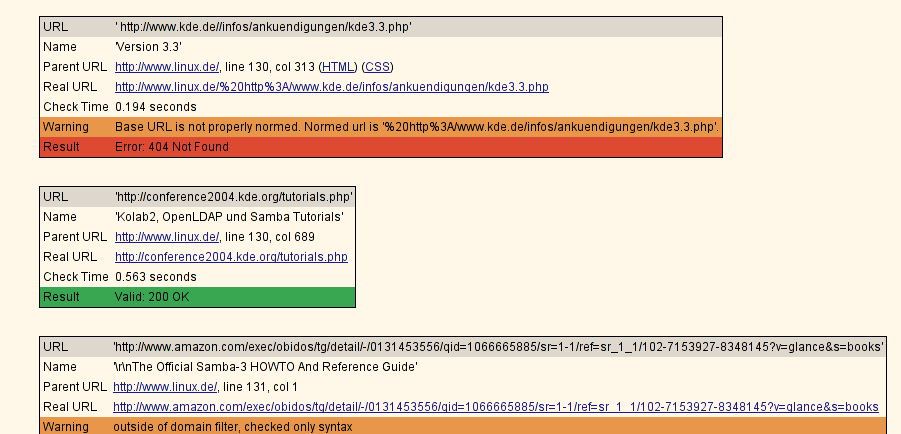 URL ' http://www.kde.de//infos/ankuendigungen/kde3.3.php'
Name 'Version 3.3'
Parent URL http://www.linux.de/, line 130, col 313 (HTML) (CSS)
Real URL http://www.linux.de/%20http%3A/www.kde.de/infos/ankuendigungen/kde3.3.php
Check Time 0.194 seconds
Warning Base URL is not properly normed. Normed url is '%20http%3A/www.kde.de/infos/ankuendigungen/kde3.3.php'.
Result Error: 404 Not Found
URL 'http://conference2004.kde.org/tutorials.php'
Name 'Kolab2, OpenLDAP und Samba Tutorials'
Parent URL http://www.linux.de/, line 130, col 689
Real URL http://conference2004.kde.org/tutorials.php
Check Time 0.563 seconds
Result Valid: 200 OK
URL 'http://www.amazon.com/exec/obidos/tg/detail/-/0131453556/qid=1066665885/sr=1-1/ref=sr_1_1/102-7153927-8348145?v=glance&s=books'
Name '\r\nThe Official Samba-3 HOWTO And Reference Guide'
Parent URL http://www.linux.de/, line 131, col 1
Real URL http://www.amazon.com/exec/obidos/tg/detail/-/0131453556/qid=1066665885/sr=1-1/ref=sr_1_1/102-7153927-8348145?v=glance&s=books
Warning outside of domain filter, checked only syntax